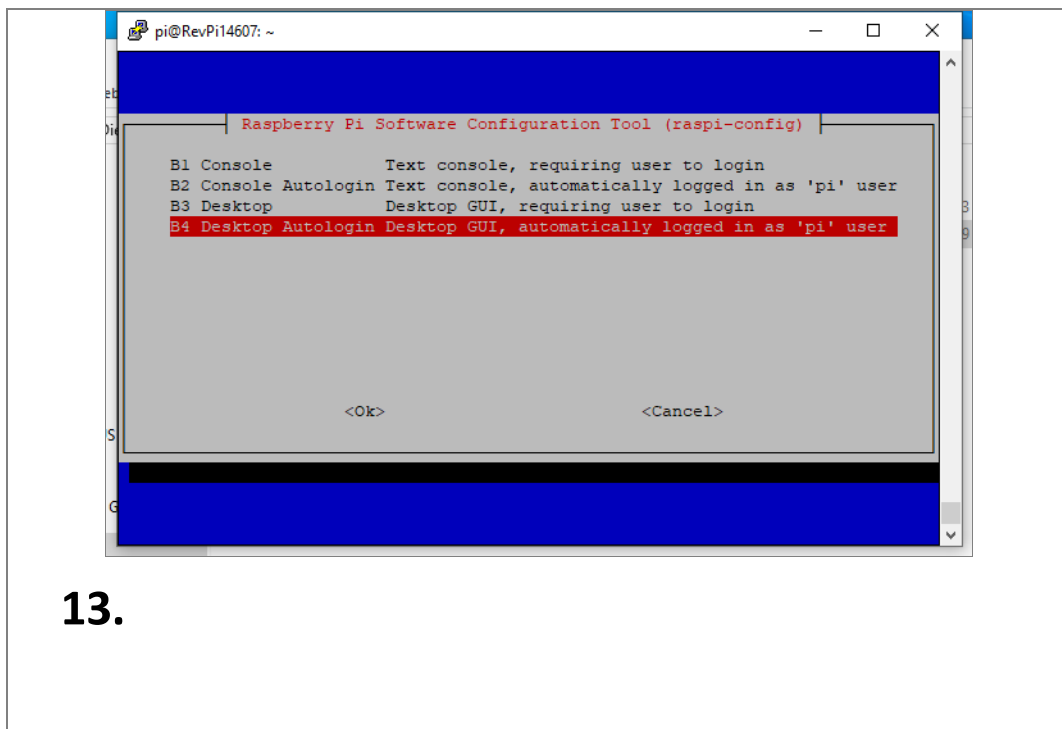 pi@RevPi14607: ~
Raspberry Pi Software Configuration Tool (raspi-config)
B1 Console Text console, requiring user to login
B2 Console Autologin Text console, automatically logged in as 'pi' user
B3 Desktop Desktop GUI, requiring user to login
B4 Desktop Autologin Desktop GUI, automatically logged in as 'pi' user
<Ok> <Cancel>
13.